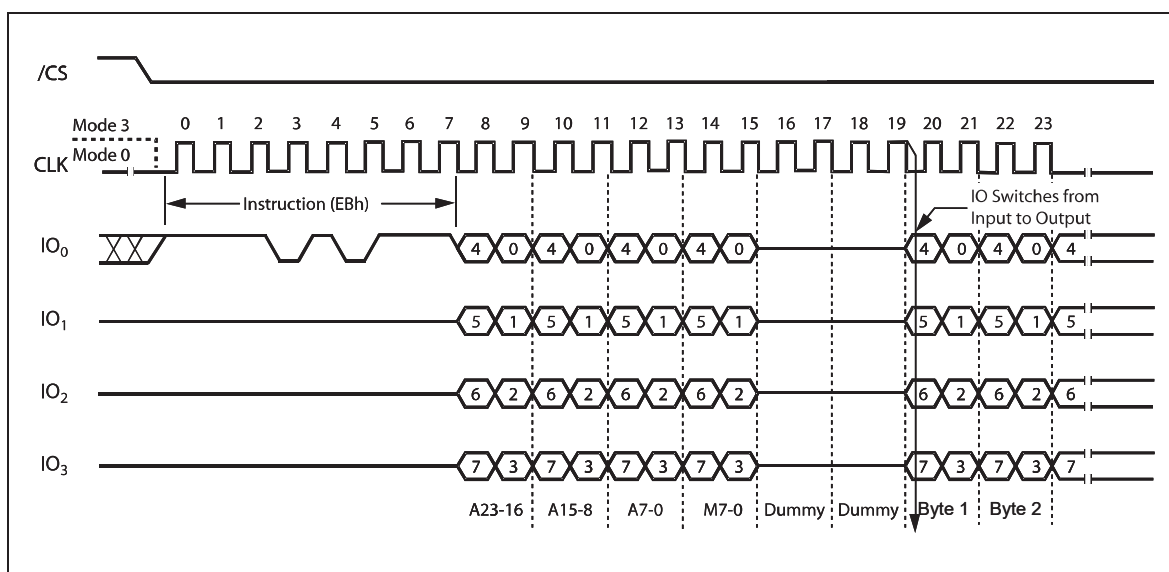 /CS
Mode 3
0 1 2 3 4 5 6 7 8 9 10 11 12 13 14 15 16 17 18 19 20 21 22 23
CLK Mode 0
Instruction (EBh)
IO Switches from
Input to Output
IO0 4 0 4 0 4 0 4 0 4 0 4 0 4
IO1 5 1 5 1 5 1 5 1 5 1 5 1 5
IO2 6 2 6 2 6 2 6 2 6 2 6 2 6
IO3 7 3 7 3 7 3 7 3 7 3 7 3 7
A23-16 A15-8 A7-0 M7-0 Dummy Dummy Byte 1 Byte 2